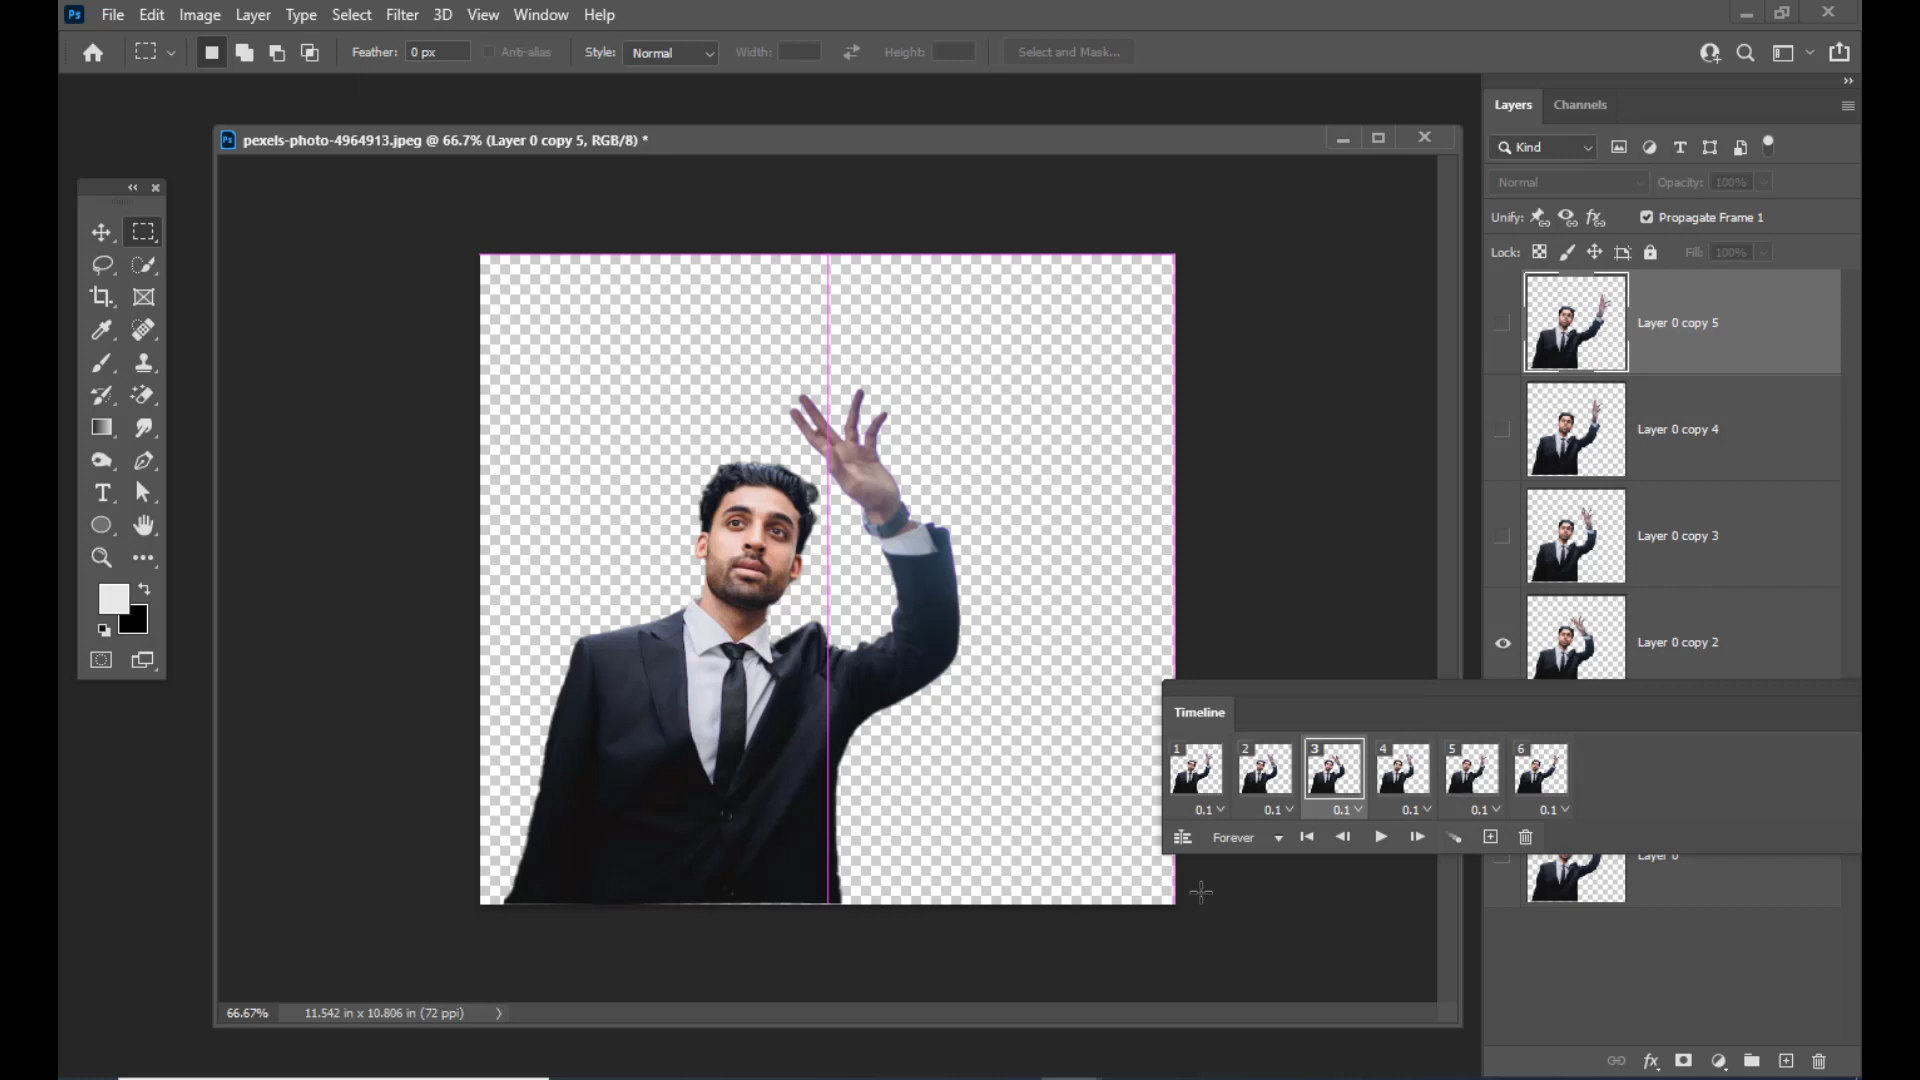 Ps File Edit Image Layer Type Select Filter 3D View Window Help
Feather: 0 px Anti-alias Style: Normal Width: Height: Select and Mask...
Layers Channels
Ps pexels-photo-4964913.jpeg @ 66.7% (Layer 0 copy 5, RGB/8) *
Kind
Normal Opacity: 100%
Unify: Propagate Frame 1
Lock: Fill: 100%
Layer 0 copy 5
Layer 0 copy 4
Layer 0 copy 3
Layer 0 copy 2
Timeline
1 2 3 4 5 6
0.1 0.1 0.1 0.1 0.1 0.1
Forever
Layer 0
66.67% 11.542 in x 10.806 in (72 ppi)